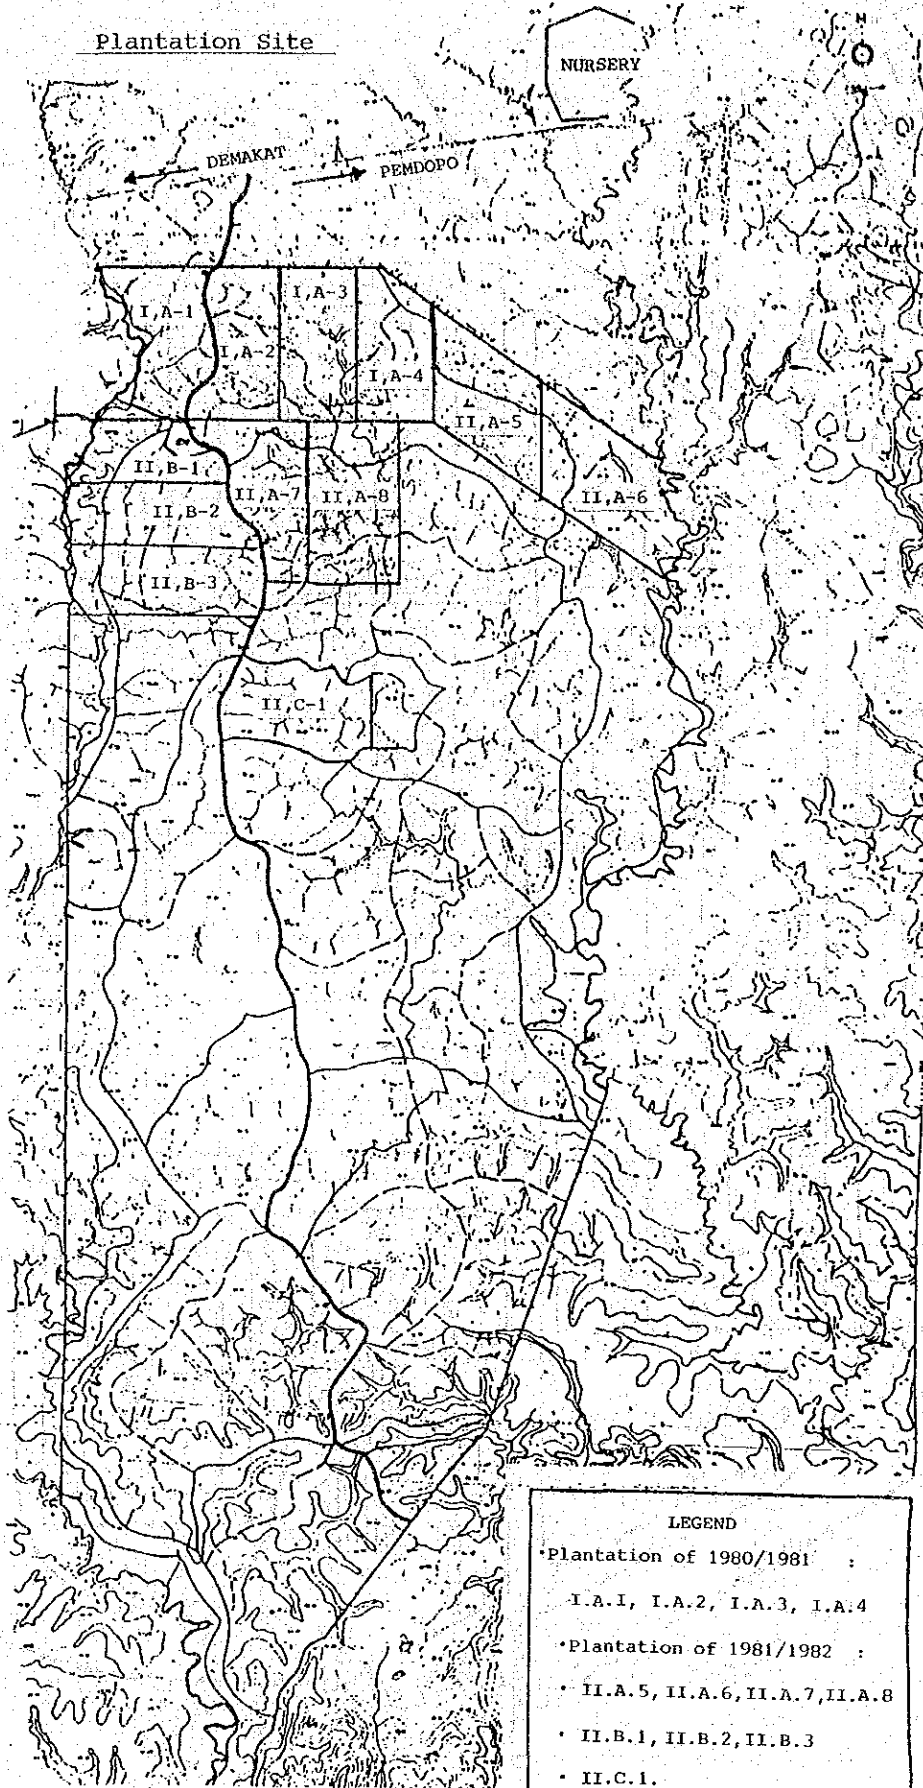 Plantation Site
NURSERY
N
DEMAKAT
PEMDOPO
I,A-1
I,A-2
I,A-3
I,A-4
II,A-5
II,A-6
II,B-1
II,B-2
II,A-7
II,A-8
II,B-3
II,C-1
LEGEND
•Plantation of 1980/1981 :
I.A.I, I.A.2, I.A.3, I.A.4
•Plantation of 1981/1982 :
• II.A.5, II.A.6, II.A.7, II.A.8
• II.B.1, II.B.2, II.B.3
• II.C.1.